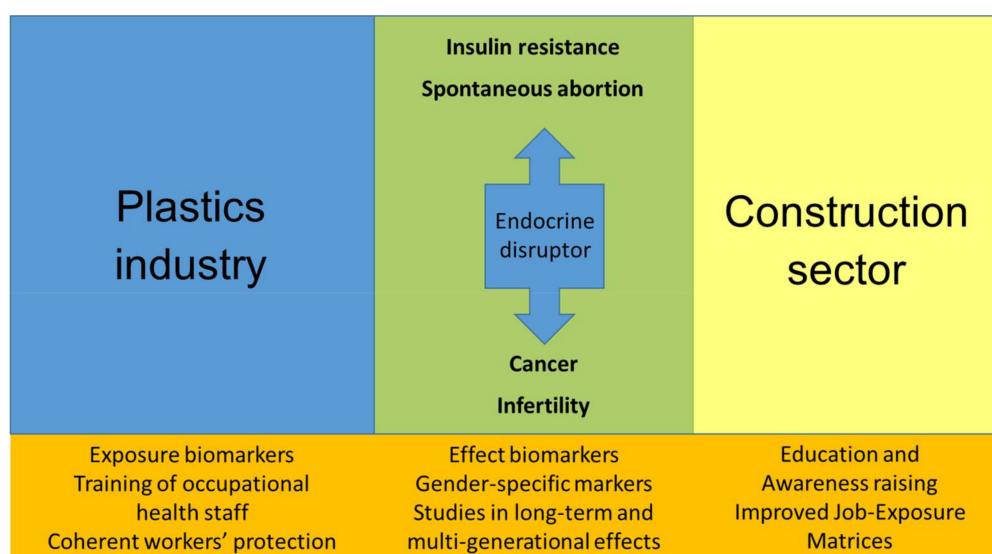 Plastics
industry
Insulin resistance
Spontaneous abortion
Endocrine
disruptor
Cancer
Infertility
Construction
sector
Exposure biomarkers
Training of occupational
health staff
Coherent workers' protection
Effect biomarkers
Gender-specific markers
Studies in long-term and
multi-generational effects
Education and
Awareness raising
Improved Job-Exposure
Matrices